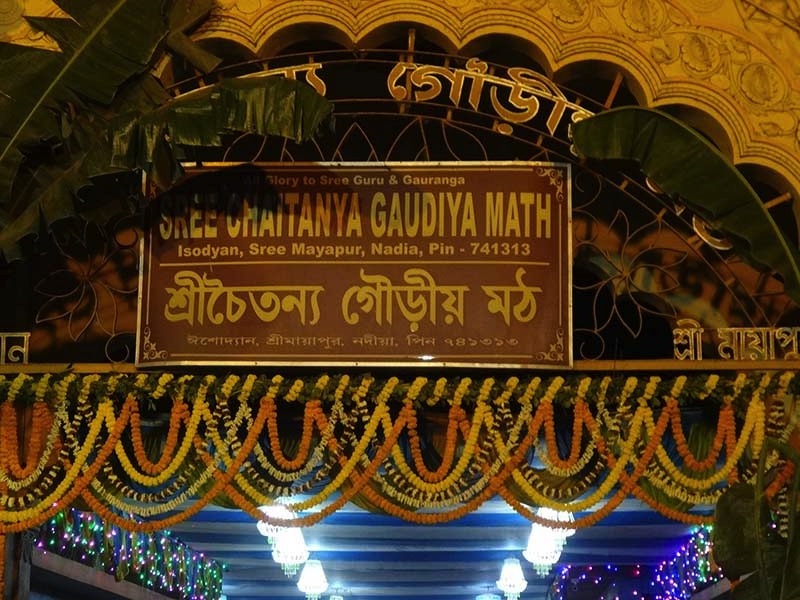 গৌড়ীয়
All Glory to Sree Guru & Gauranga
SREE CHAITANYA GAUDIYA MATH
Isodyan, Sree Mayapur, Nadia, Pin - 741313
শ্রীচৈতন্য গৌড়ীয় মঠ
ঈশোদ্যান, শ্রীমায়াপুর, নদীয়া, পিন ৭৪১৩১৩
শ্রী মায়াপু